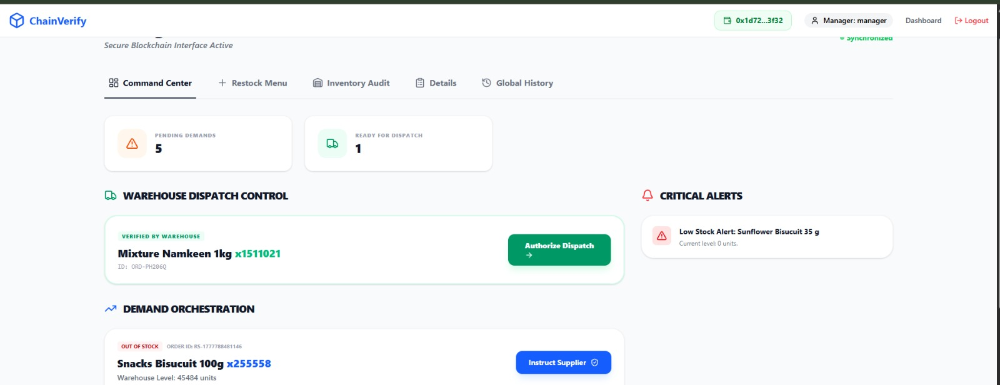 ChainVerify
0x1d72...3f32
Manager: manager
Dashboard
Logout
Secure Blockchain Interface Active
Synchronized
Command Center
Restock Menu
Inventory Audit
Details
Global History
PENDING DEMANDS
5
READY FOR DISPATCH
1
WAREHOUSE DISPATCH CONTROL
VERIFIED BY WAREHOUSE
Mixture Namkeen 1kg x1511021
ID: ORD-PH206Q
Authorize Dispatch
→
CRITICAL ALERTS
Low Stock Alert: Sunflower Bisucuit 35 g
Current level: 0 units.
DEMAND ORCHESTRATION
OUT OF STOCK ORDER ID: RS-1777788481146
Snacks Bisucuit 100g x255558
Warehouse Level: 45484 units
Instruct Supplier